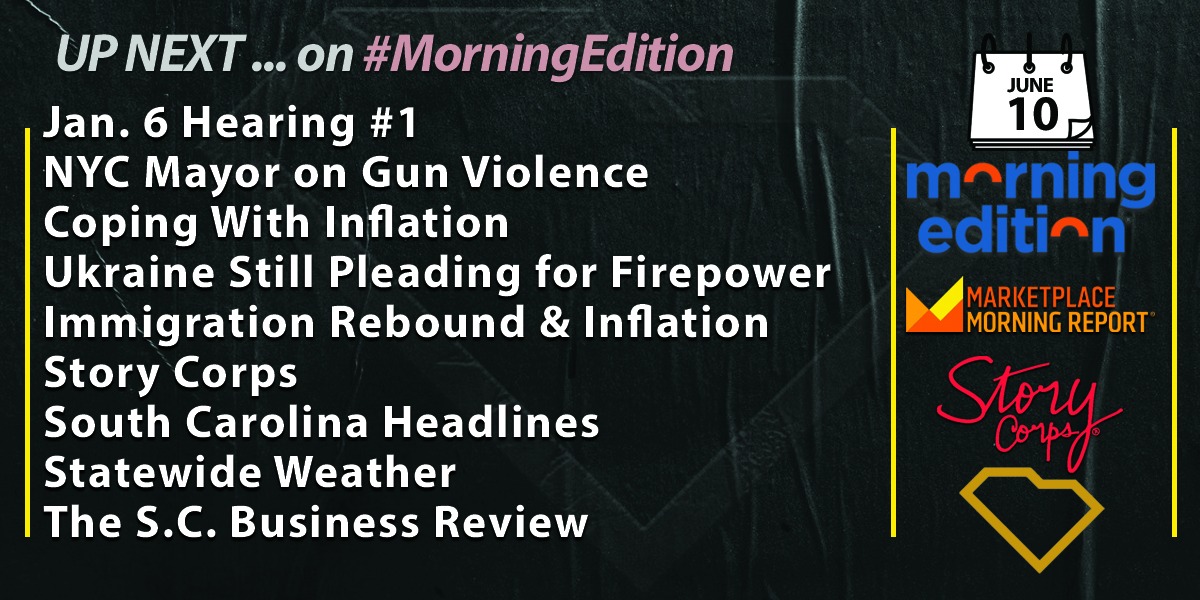 UP NEXT ... on #MorningEdition
Jan. 6 Hearing #1
NYC Mayor on Gun Violence
Coping With Inflation
Ukraine Still Pleading for Firepower
Immigration Rebound & Inflation
Story Corps
South Carolina Headlines
Statewide Weather
The S.C. Business Review
JUNE
10
morning
edition
MARKETPLACE
MORNING REPORT®
Story
Corps®